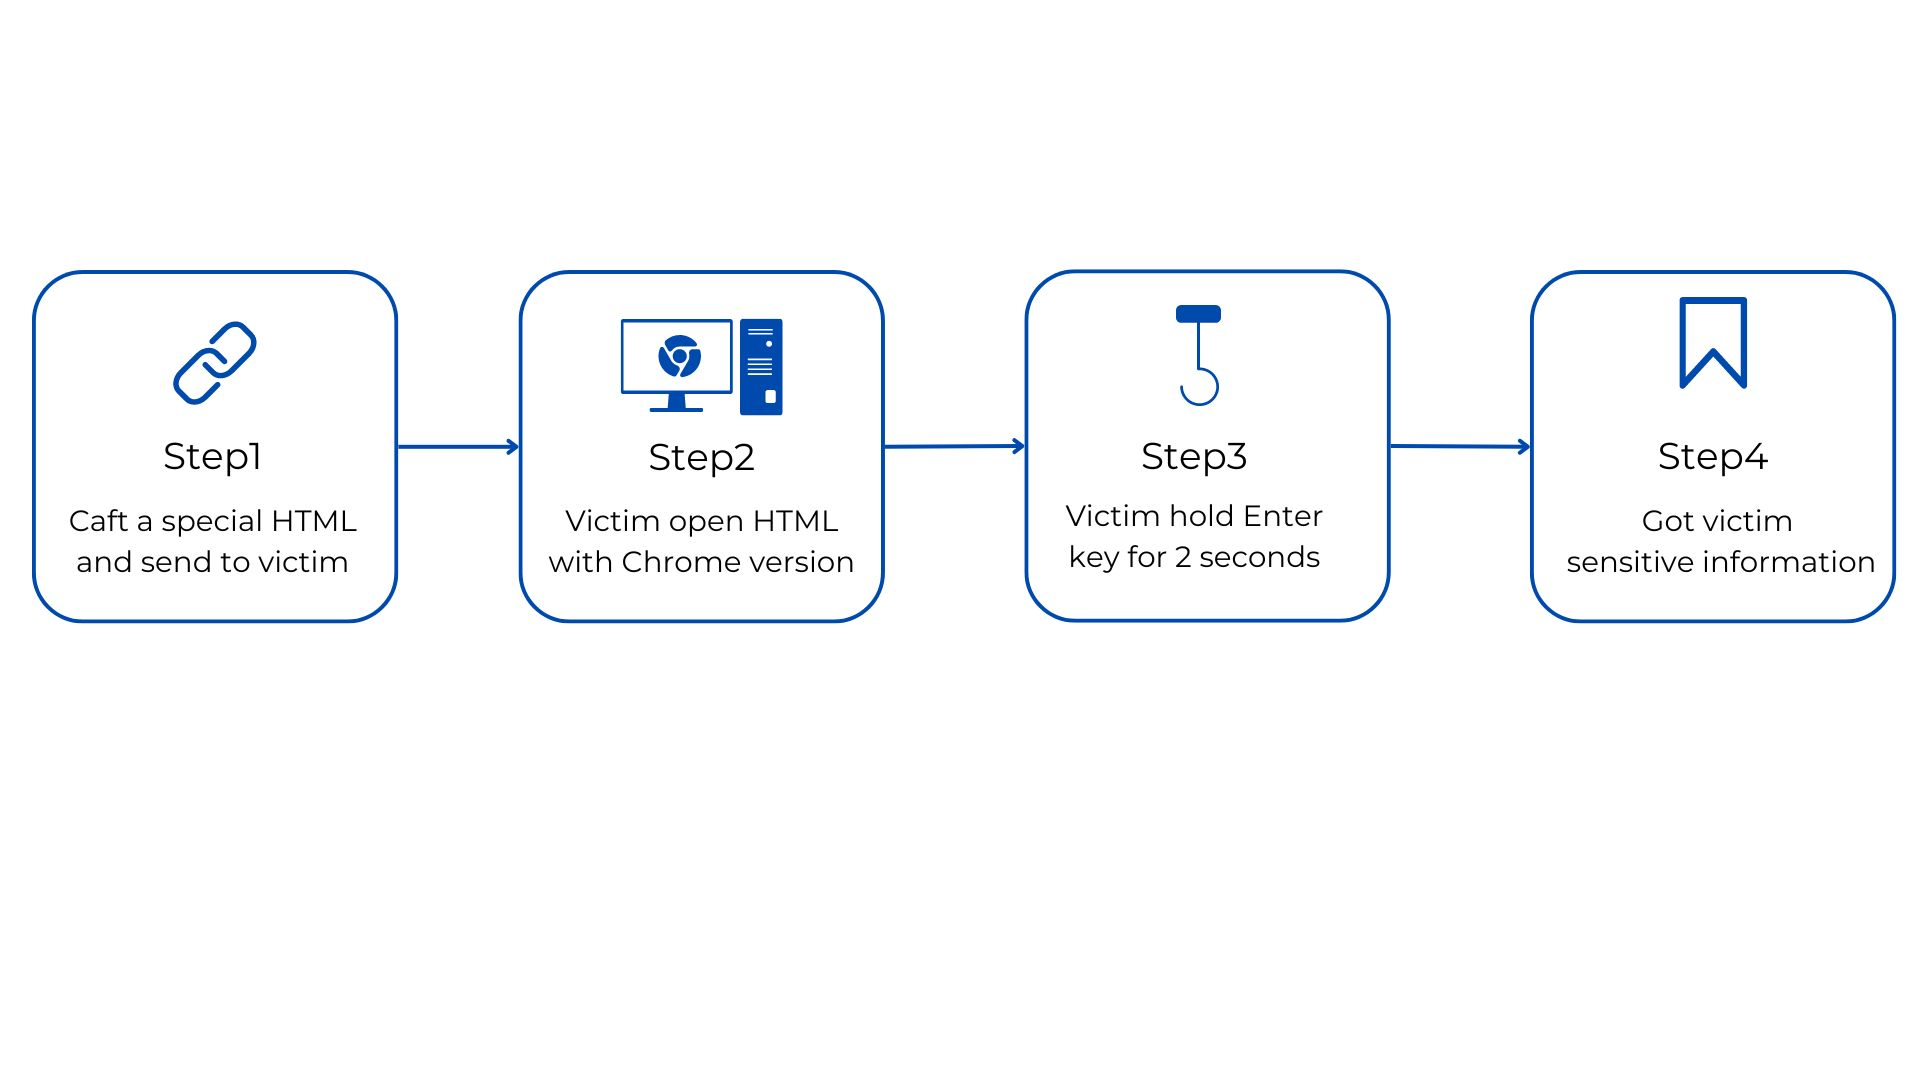 Step1
Caft a special HTML
and send to victim
Step2
Victim open HTML
with Chrome version
Step3
Victim hold Enter
key for 2 seconds
Step4
Got victim
sensitive information